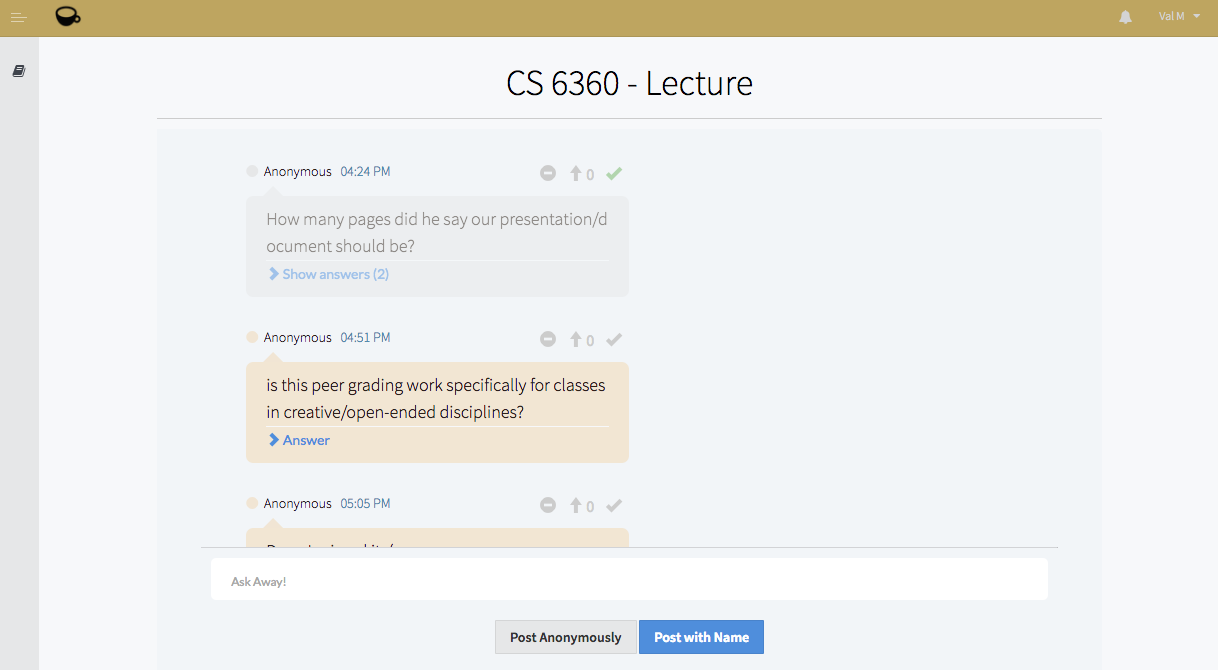 Val M
CS 6360 - Lecture
Anonymous 04:24 PM
0
How many pages did he say our presentation/d
ocument should be?
Show answers (2)
Anonymous 04:51 PM
0
is this peer grading work specifically for classes
in creative/open-ended disciplines?
Answer
Anonymous 05:05 PM
0
Ask Away!
Post Anonymously
Post with Name